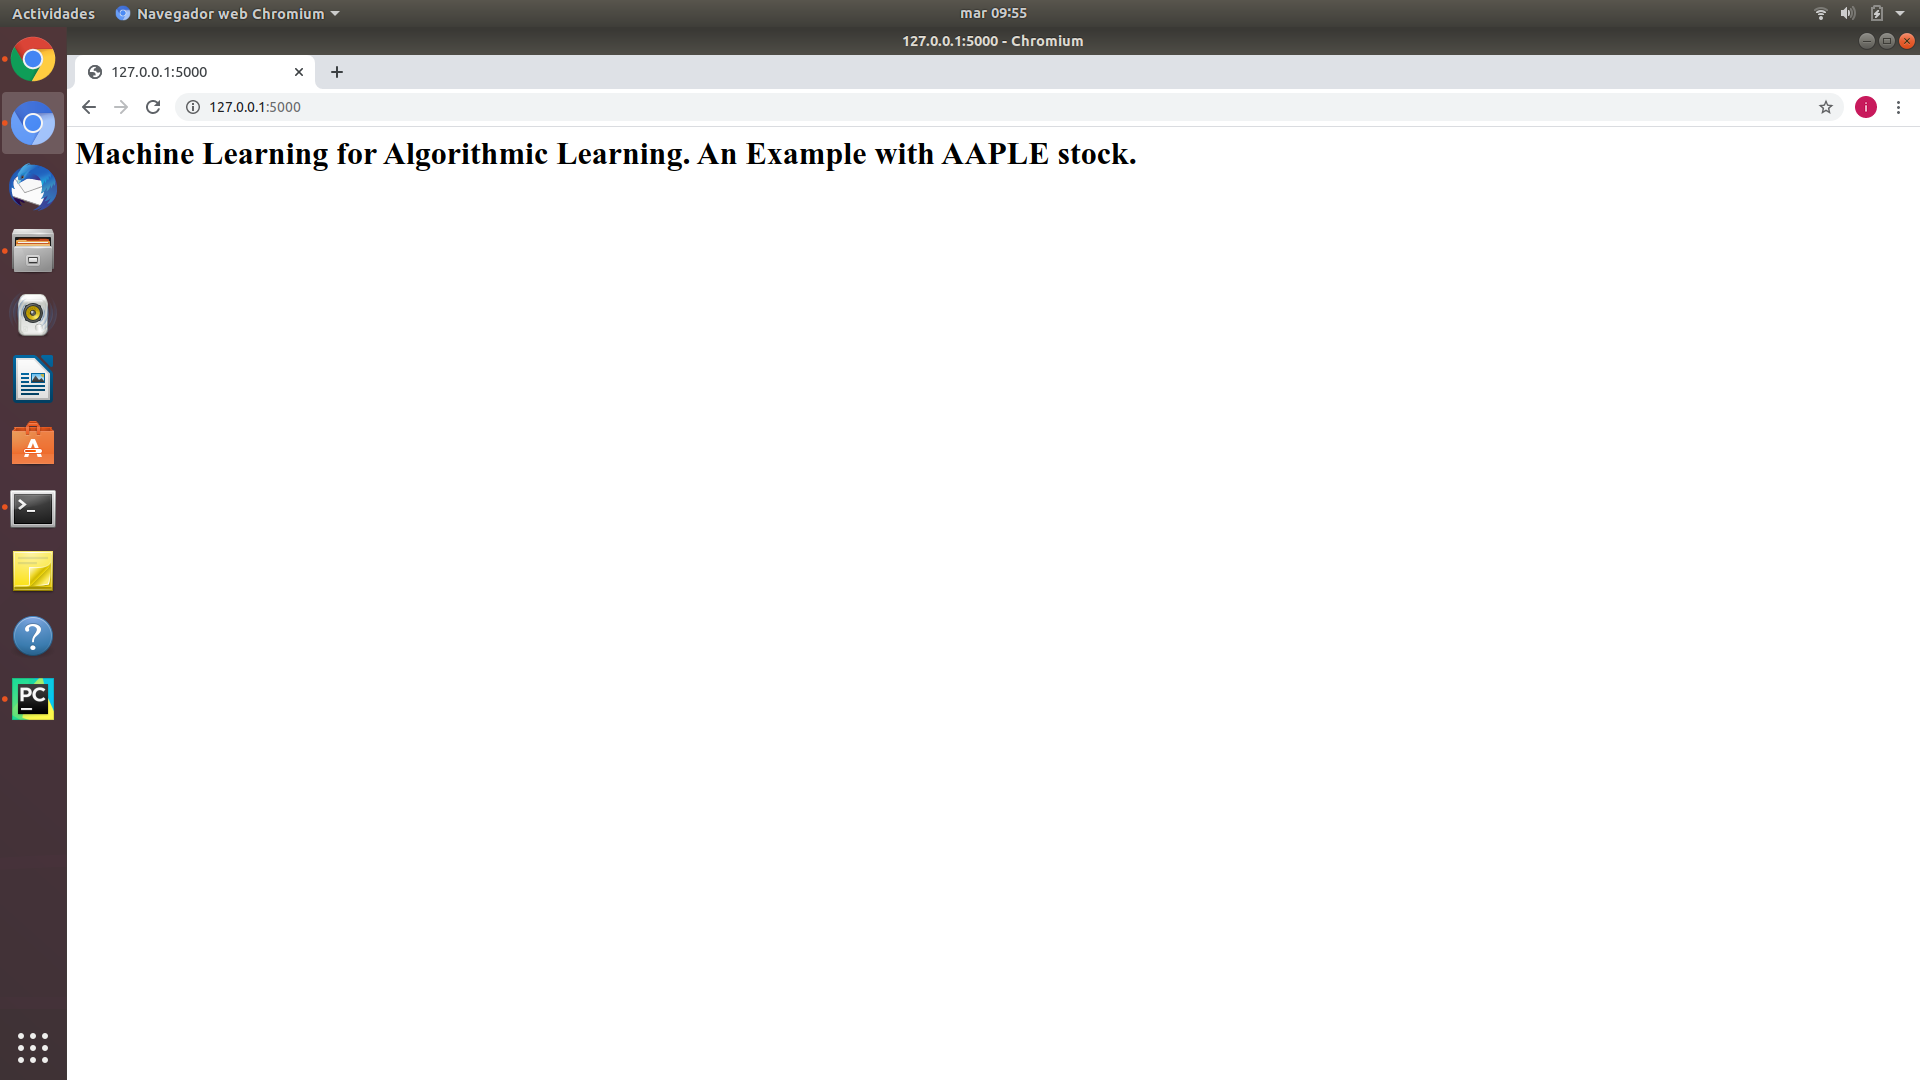 Actividades
Navegador web Chromium
mar 09:55
127.0.0.1:5000 - Chromium
127.0.0.1:5000
127.0.0.1:5000
i
Machine Learning for Algorithmic Learning. An Example with AAPLE stock.
A
>_
?
PC